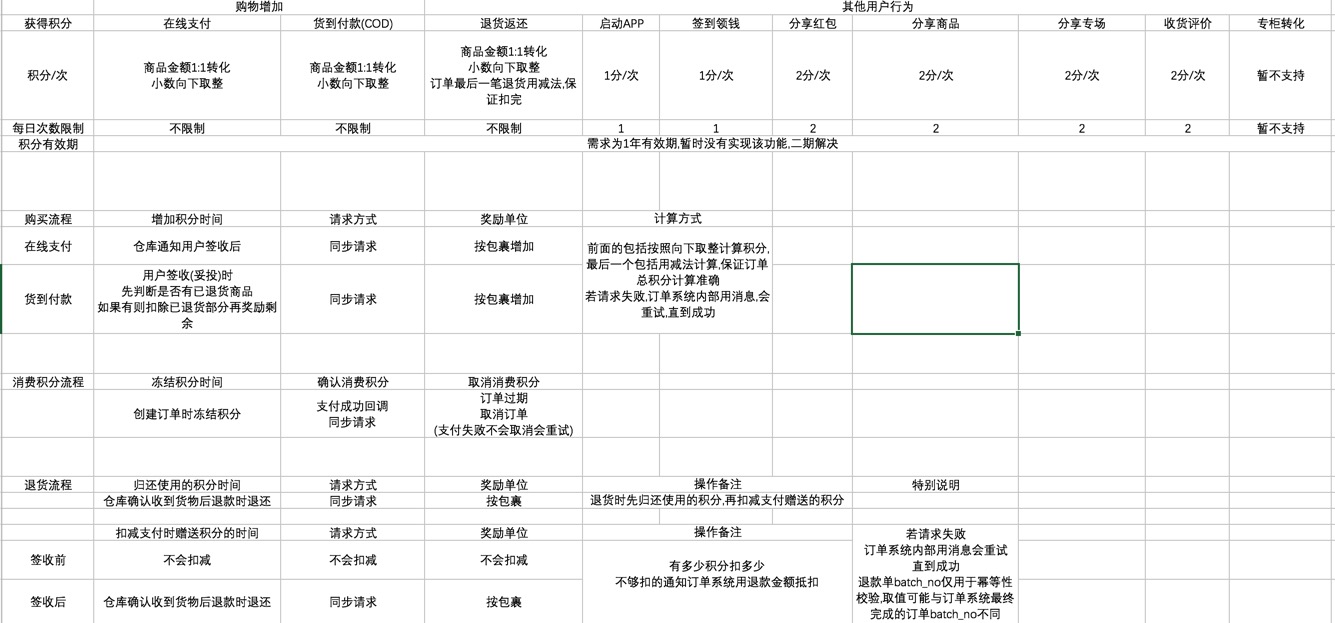 购物增加 其他用户行为
获得积分 在线支付 货到付款(COD) 退货返还 启动APP 签到领钱 分享红包 分享商品 分享专场 收货评价 专柜转化
积分/次
商品金额1:1转化
小数向下取整
商品金额1:1转化
小数向下取整
商品金额1:1转化
小数向下取整
订单最后一笔退货用减法,保
证扣完
1分/次 1分/次 2分/次 2分/次 2分/次 2分/次 暂不支持
每日次数限制 不限制 不限制 不限制 1 1 2 2 2 2 暂不支持
积分有效期 需求为1年有效期,暂时没有实现该功能,二期解决
购买流程 增加积分时间 请求方式 奖励单位 计算方式
在线支付 仓库通知用户签收后 同步请求 按包裹增加
前面的包括按照向下取整计算积分,
最后一个包括用减法计算,保证订单
总积分计算准确
若请求失败,订单系统内部用消息,会
重试,直到成功
货到付款
用户签收(妥投)时
先判断是否有已退货商品
如果有则扣除已退货部分再奖励剩
余
同步请求 按包裹增加
消费积分流程 冻结积分时间 确认消费积分 取消消费积分
创建订单时冻结积分
支付成功回调
同步请求
订单过期
取消订单
(支付失败不会取消会重试)
退货流程 归还使用的积分时间 请求方式 奖励单位 操作备注 特别说明
仓库确认收到货物后退款时退还 同步请求 按包裹 退货时先归还使用的积分,再扣减支付赠送的积分
扣减支付时赠送积分的时间 请求方式 奖励单位 操作备注
签收前 不会扣减 不会扣减 不会扣减
有多少积分扣多少
不够扣的通知订单系统用退款金额抵扣
若请求失败
订单系统内部用消息会重试
直到成功
退款单batch_no仅用于幂等性
校验,取值可能与订单系统最终
完成的订单batch_no不同
签收后 仓库确认收到货物后退款时退还 同步请求 按包裹